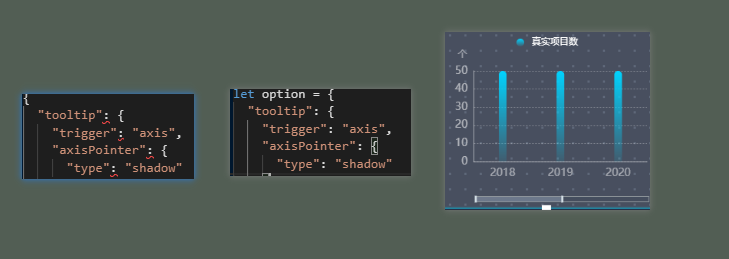 {
"tooltip": {
"trigger": "axis",
"axisPointer": {
"type": "shadow"
let option = {
"tooltip": {
"trigger": "axis",
"axisPointer": {
"type": "shadow"
真实项目数
个
50
40
30
20
10
0
2018 2019 2020